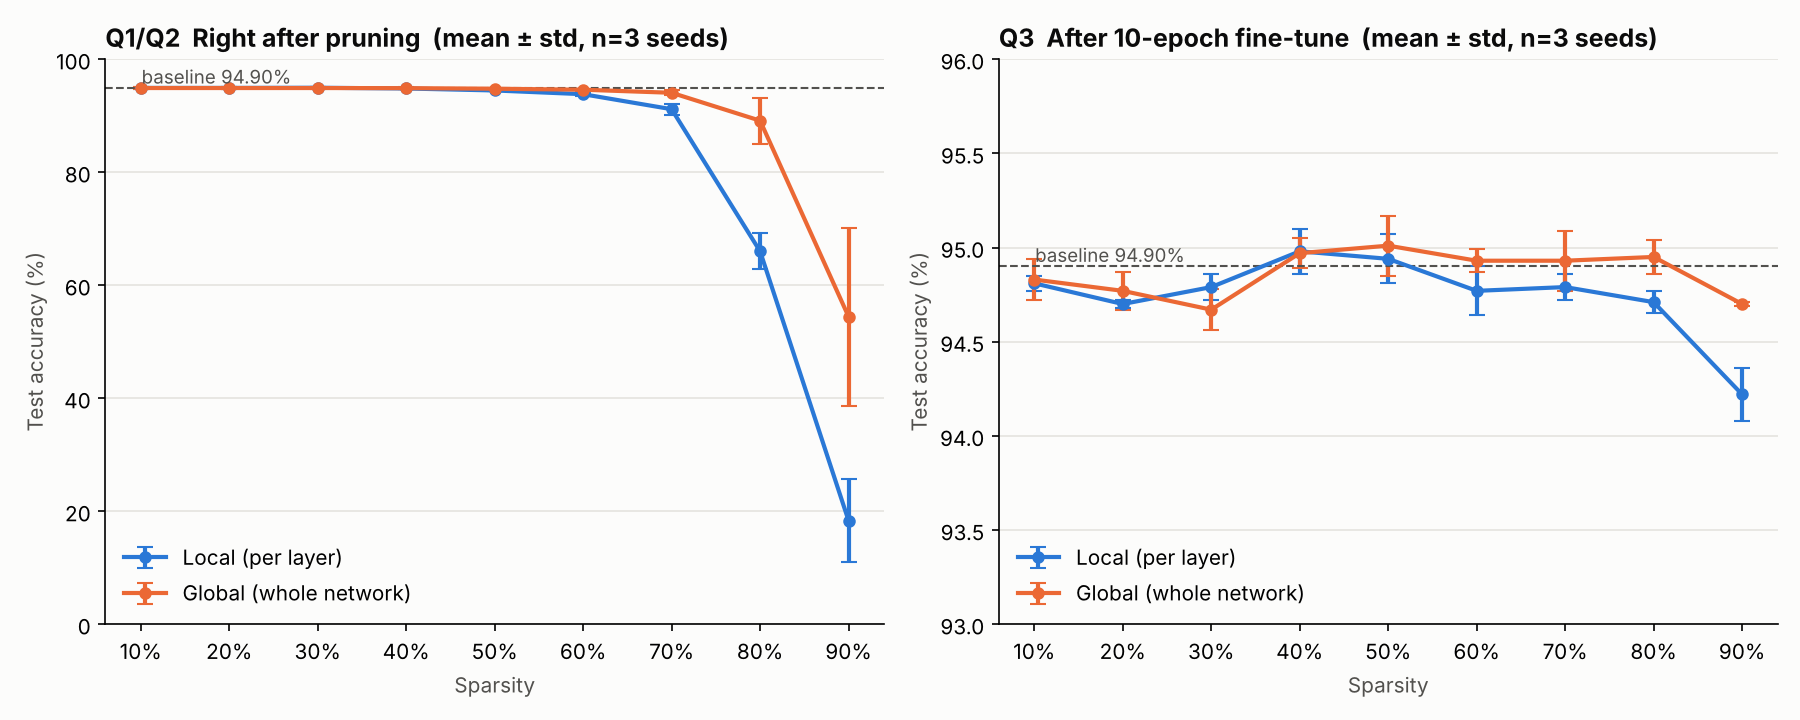 Q1/Q2  Right after pruning  (mean ± std, n=3 seeds)
100
80
60
40
20
0
Test accuracy (%)
baseline 94.90%
Local (per layer)
Global (whole network)
10% 20% 30% 40% 50% 60% 70% 80% 90%
Sparsity
Q3  After 10-epoch fine-tune  (mean ± std, n=3 seeds)
96.0
95.5
95.0
94.5
94.0
93.5
93.0
Test accuracy (%)
baseline 94.90%
Local (per layer)
Global (whole network)
10% 20% 30% 40% 50% 60% 70% 80% 90%
Sparsity